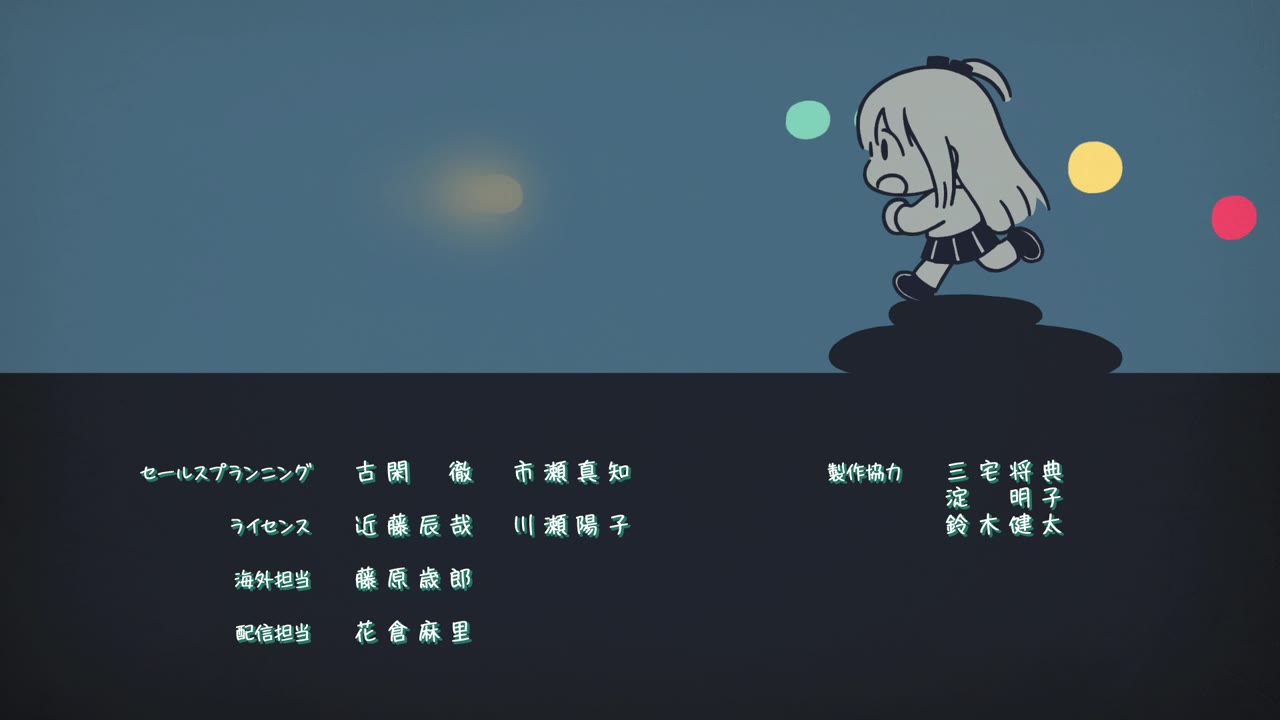 セールスプランニング 古閑 徹 市瀬真知
ライセンス 近藤辰哉 川瀬陽子
海外担当 藤原歳郎
配信担当 花倉麻里
製作協力 三宅将典
淀 明子
鈴木健太